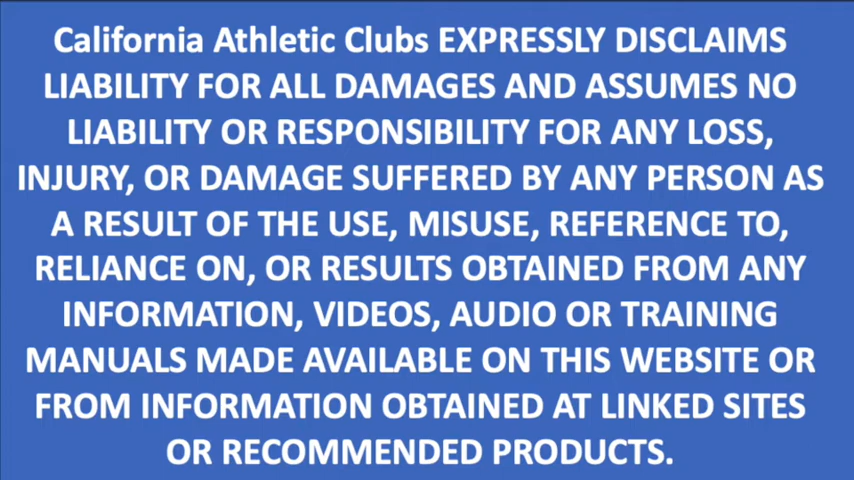 California Athletic Clubs EXPRESSLY DISCLAIMS
LIABILITY FOR ALL DAMAGES AND ASSUMES NO
LIABILITY OR RESPONSIBILITY FOR ANY LOSS,
INJURY, OR DAMAGE SUFFERED BY ANY PERSON AS
A RESULT OF THE USE, MISUSE, REFERENCE TO,
RELIANCE ON, OR RESULTS OBTAINED FROM ANY
INFORMATION, VIDEOS, AUDIO OR TRAINING
MANUALS MADE AVAILABLE ON THIS WEBSITE OR
FROM INFORMATION OBTAINED AT LINKED SITES
OR RECOMMENDED PRODUCTS.